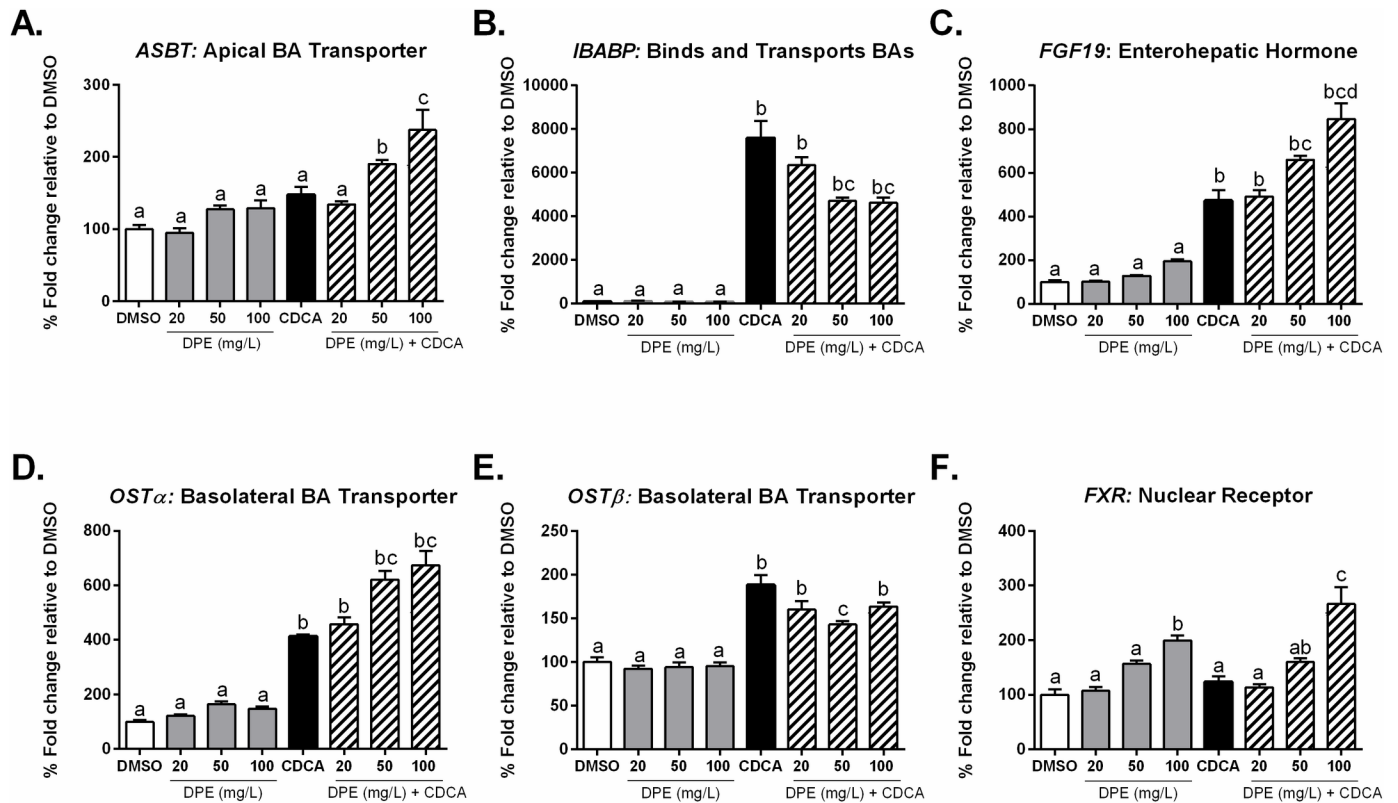 A.
ASBT: Apical BA Transporter
% Fold change relative to DMSO
300
200
100
0
a a a a a a b c
DMSO 20 50 100 CDCA 20 50 100
DPE (mg/L) DPE (mg/L) + CDCA
B.
IBABP: Binds and Transports BAs
% Fold change relative to DMSO
10000
8000
6000
4000
2000
0
a a a a b b bc bc
DMSO 20 50 100 CDCA 20 50 100
DPE (mg/L) DPE (mg/L) + CDCA
C.
FGF19: Enterohepatic Hormone
% Fold change relative to DMSO
1000
800
600
400
200
0
a a a a b b bc bcd
DMSO 20 50 100 CDCA 20 50 100
DPE (mg/L) DPE (mg/L) + CDCA
D.
OSTα: Basolateral BA Transporter
% Fold change relative to DMSO
800
600
400
200
0
a a a a b b bc bc
DMSO 20 50 100 CDCA 20 50 100
DPE (mg/L) DPE (mg/L) + CDCA
E.
OSTβ: Basolateral BA Transporter
% Fold change relative to DMSO
250
200
150
100
50
0
a a a a b b c b
DMSO 20 50 100 CDCA 20 50 100
DPE (mg/L) DPE (mg/L) + CDCA
F.
FXR: Nuclear Receptor
% Fold change relative to DMSO
400
300
200
100
0
a a a b a a ab c
DMSO 20 50 100 CDCA 20 50 100
DPE (mg/L) DPE (mg/L) + CDCA